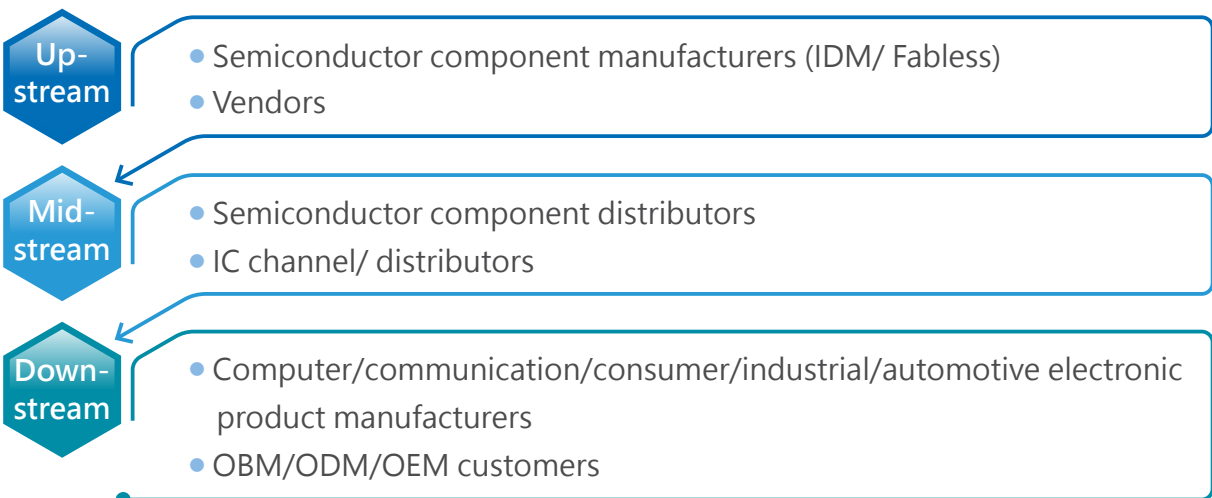 Up-
stream
Semiconductor component manufacturers (IDM/ Fabless)
Vendors
Mid-
stream
Semiconductor component distributors
IC channel/ distributors
Down-
stream
Computer/communication/consumer/industrial/automotive electronic
product manufacturers
OBM/ODM/OEM customers